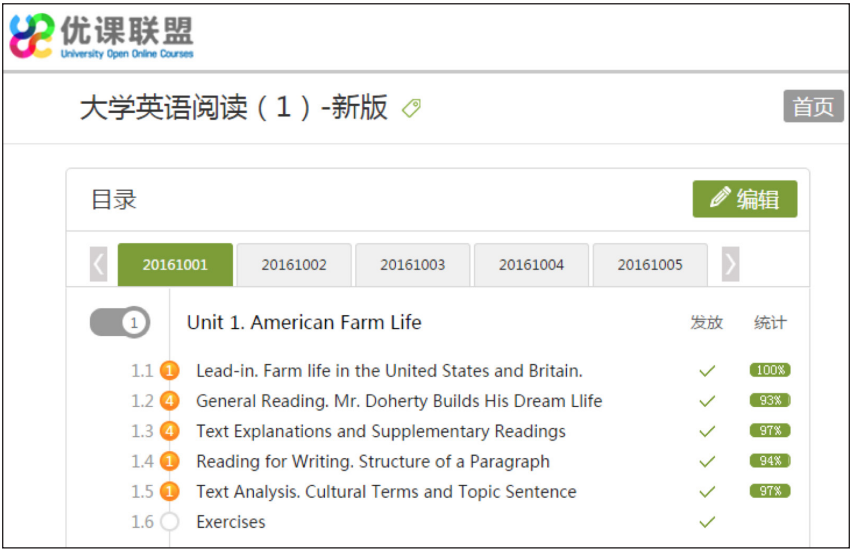 优课联盟
University Open Online Courses
大学英语阅读（1）-新版
首页
目录
编辑
20161001 20161002 20161003 20161004 20161005
1 Unit 1. American Farm Life 发放 统计
1.1 1 Lead-in. Farm life in the United States and Britain. 100%
1.2 4 General Reading. Mr. Doherty Builds His Dream Llife 93%
1.3 4 Text Explanations and Supplementary Readings 97%
1.4 1 Reading for Writing. Structure of a Paragraph 94%
1.5 1 Text Analysis. Cultural Terms and Topic Sentence 97%
1.6 Exercises